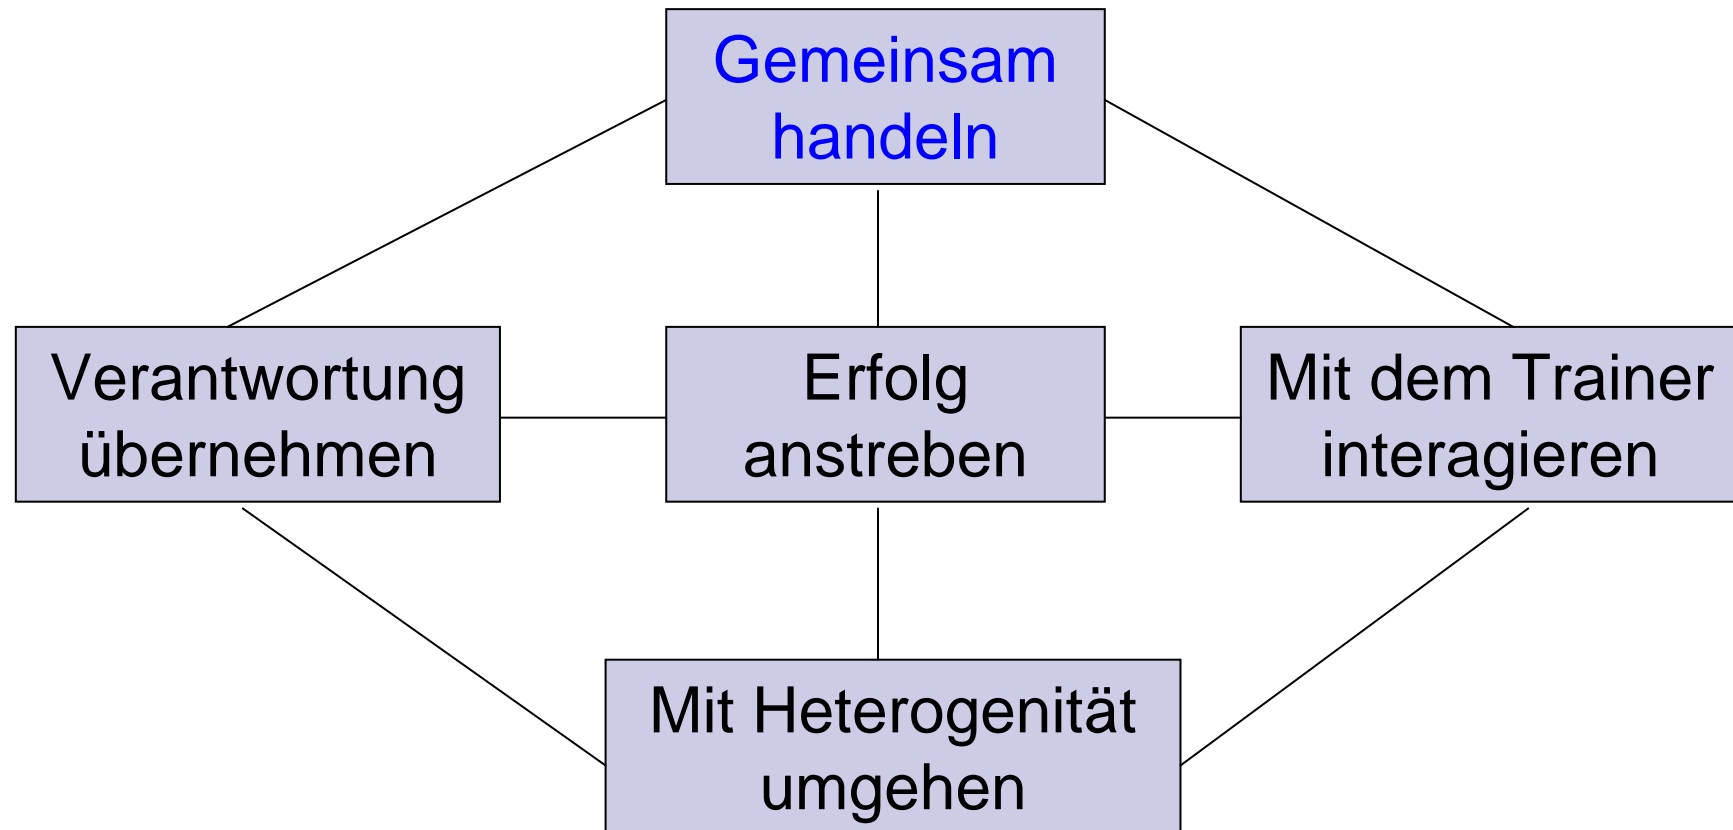 Gemeinsam
handeln
Verantwortung
übernehmen
Erfolg
anstreben
Mit dem Trainer
interagieren
Mit Heterogenität
umgehen